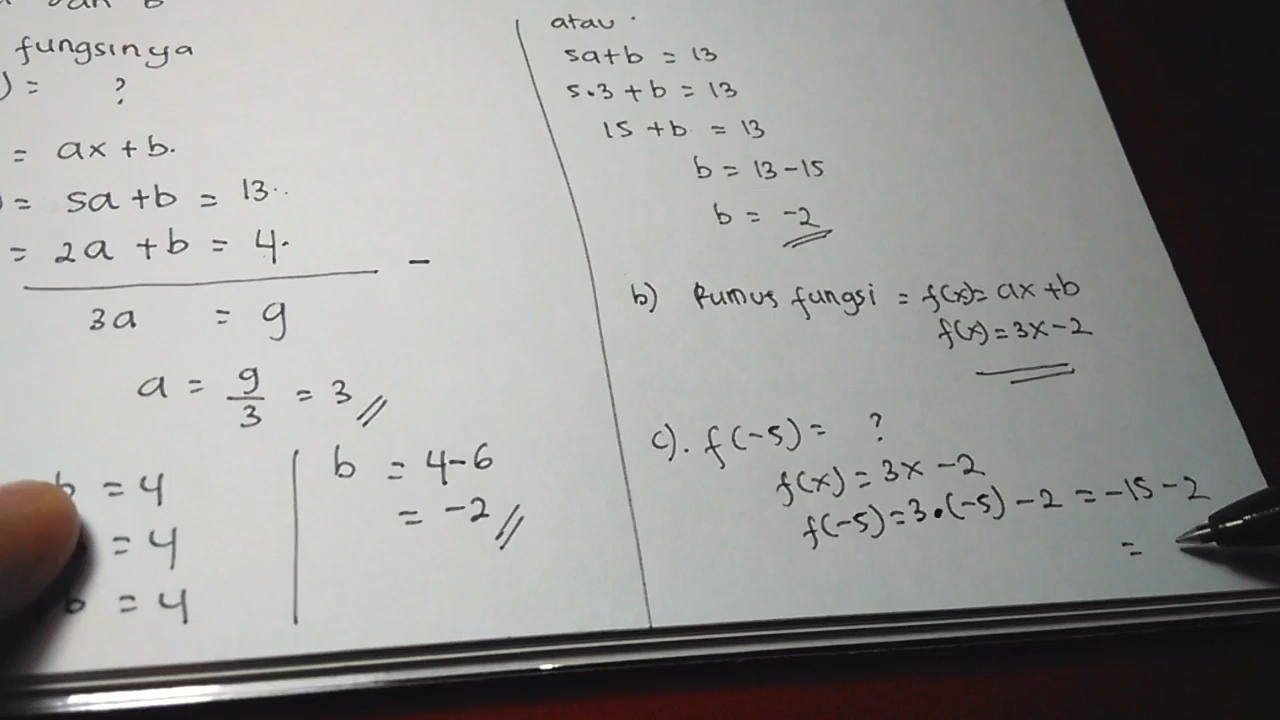 fungsinya
) = ?
= ax + b.
= 5a + b = 13..
= 2a + b = 4.
-
3a = 9
a = 9/3 = 3
b = 4
= 4
b = 4
b = 4-6
= -2
atau
5a+b = 13
5.3 + b = 13
15 + b = 13
b = 13-15
b = -2
b) Rumus fungsi = f(x)= ax +b
f(x) = 3x - 2
c). f(-5) = ?
f(x) = 3x - 2
f(-5) = 3.(-5) - 2 = -15 - 2
=